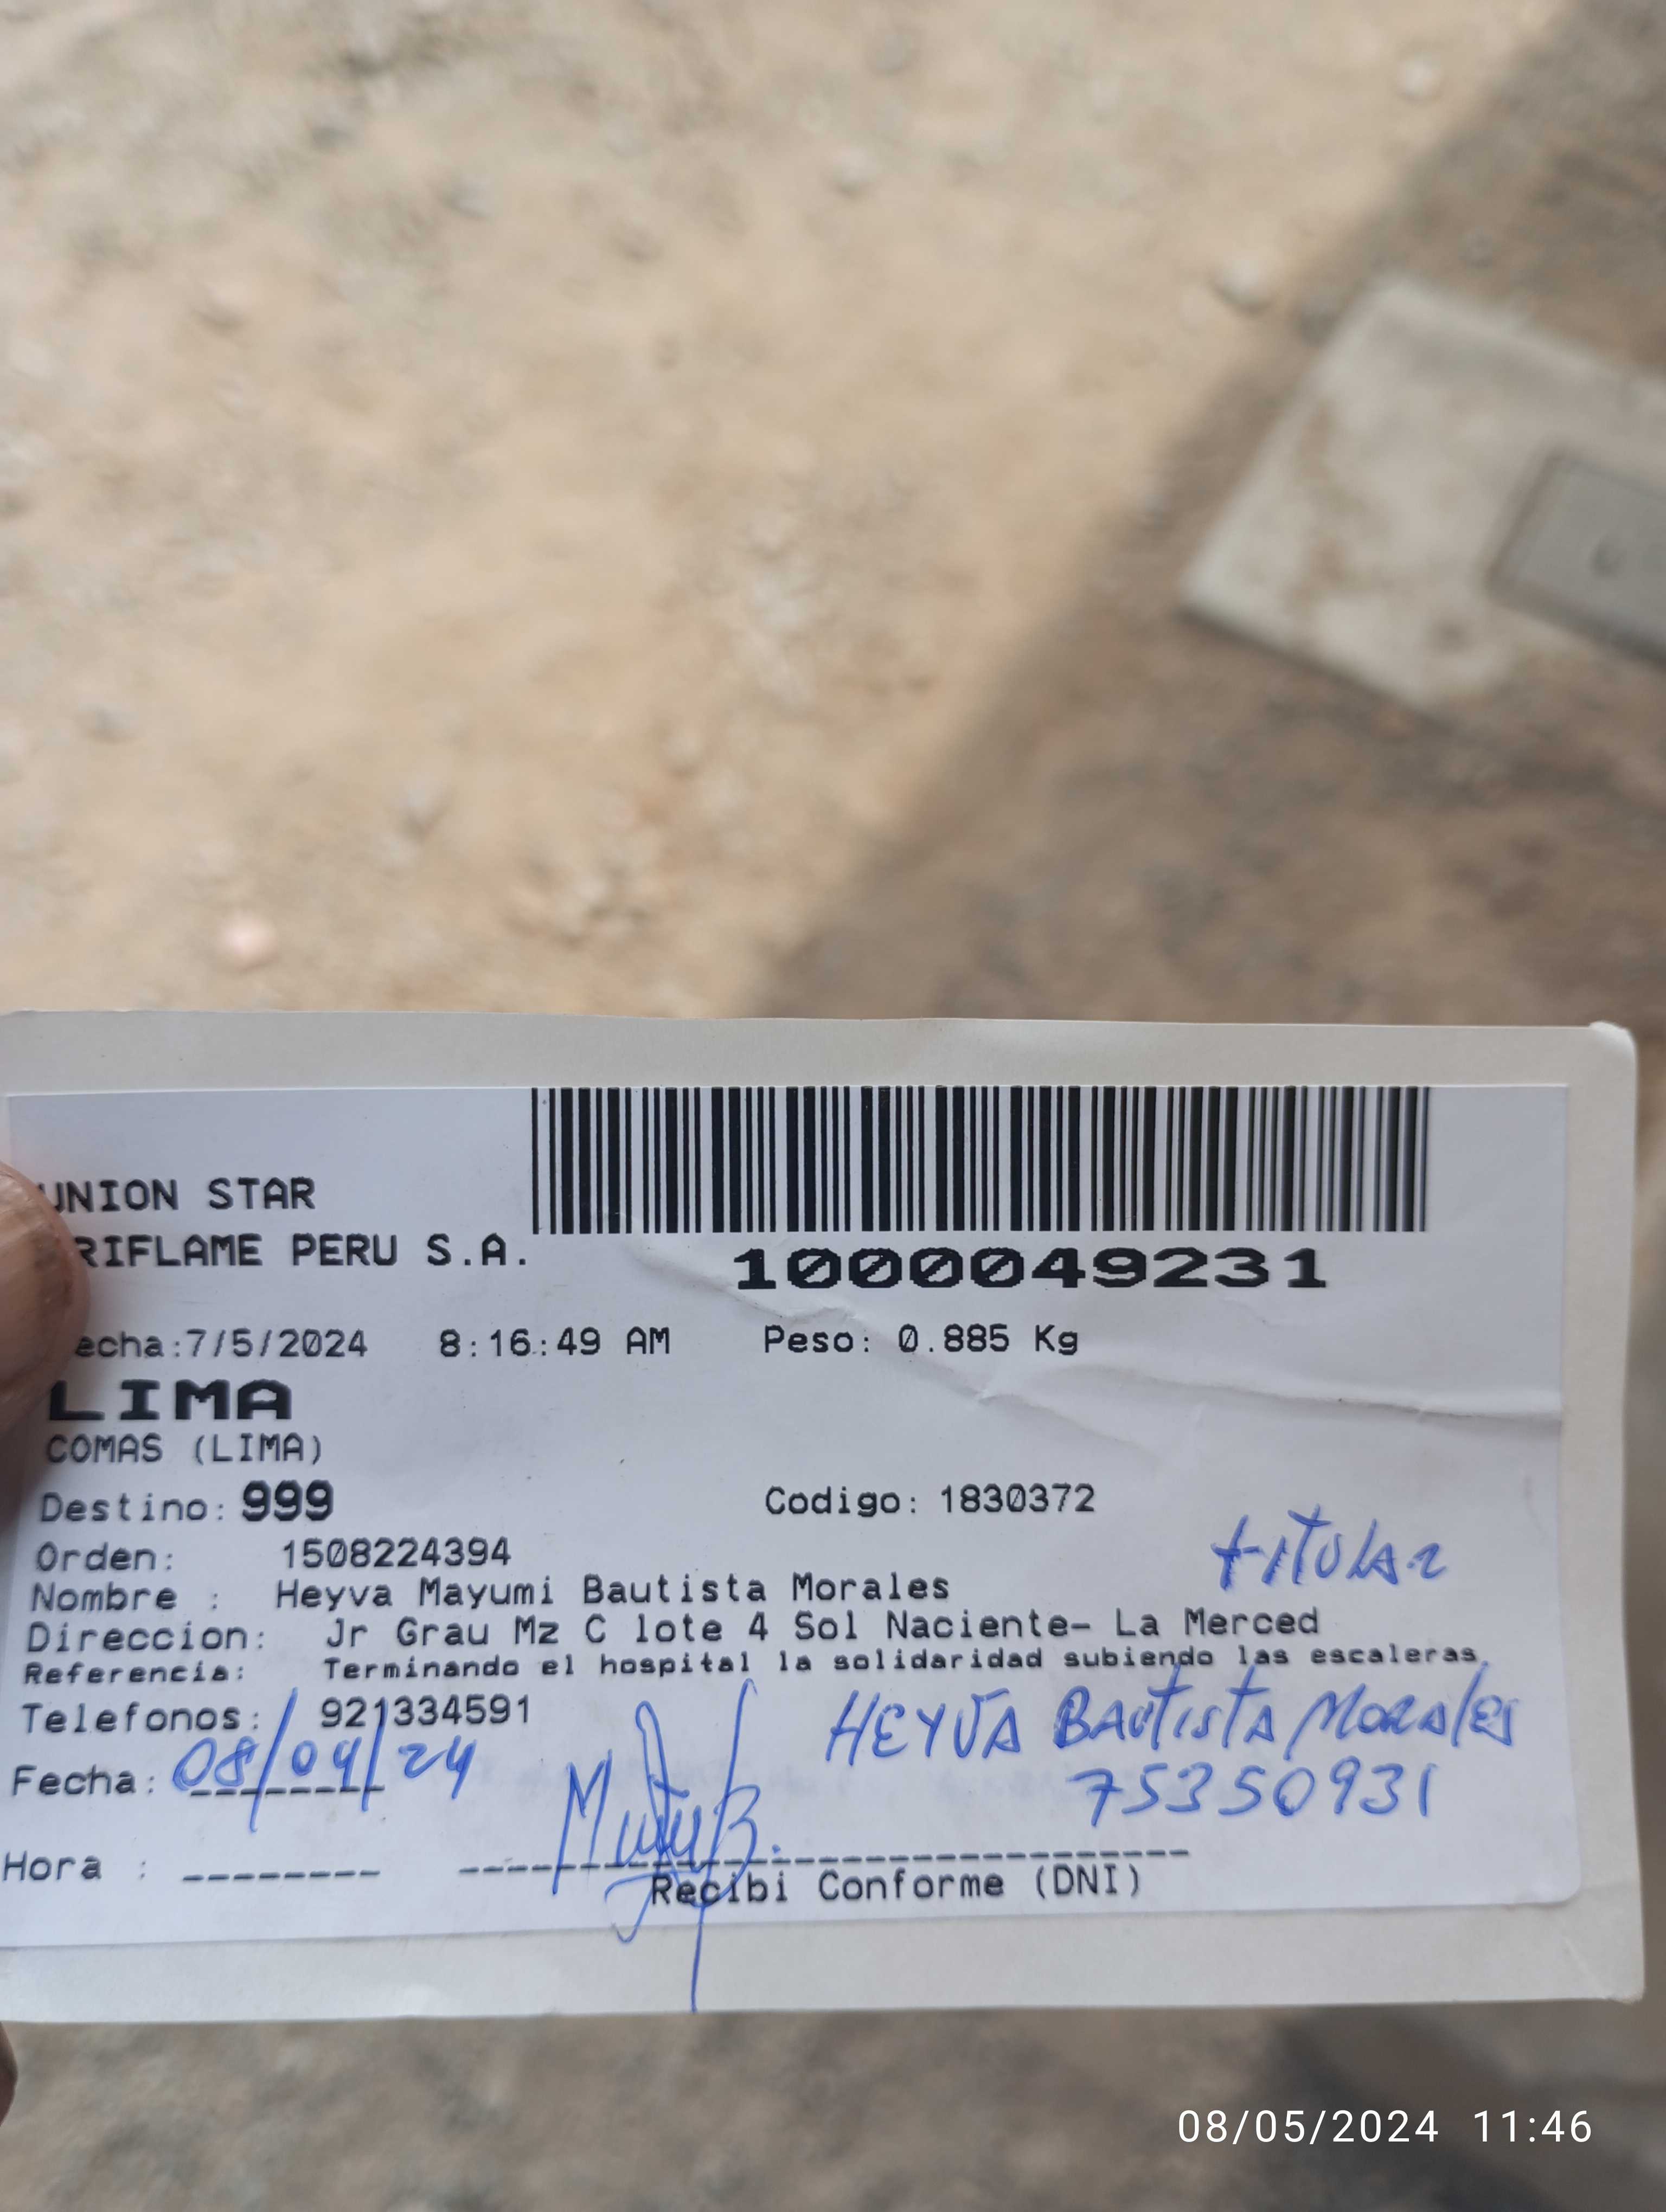 UNION STAR
RIFLAME PERU S.A.
1000049231
echa:7/5/2024 8:16:49 AM Peso: 0.885 Kg
LIMA
COMAS (LIMA)
Destino: 999 Codigo: 1830372
Orden: 1508224394
titular
Nombre : Heyva Mayumi Bautista Morales
Direccion: Jr Grau Mz C lote 4 Sol Naciente- La Merced
Referencia: Terminando el hospital la solidaridad subiendo las escaleras.
Telefonos: 921334591
HEYVA BAUtistA MORAlES
Fecha: 08/04/24
75350931
Hora : --------
Recibi Conforme (DNI)
08/05/2024 11:46